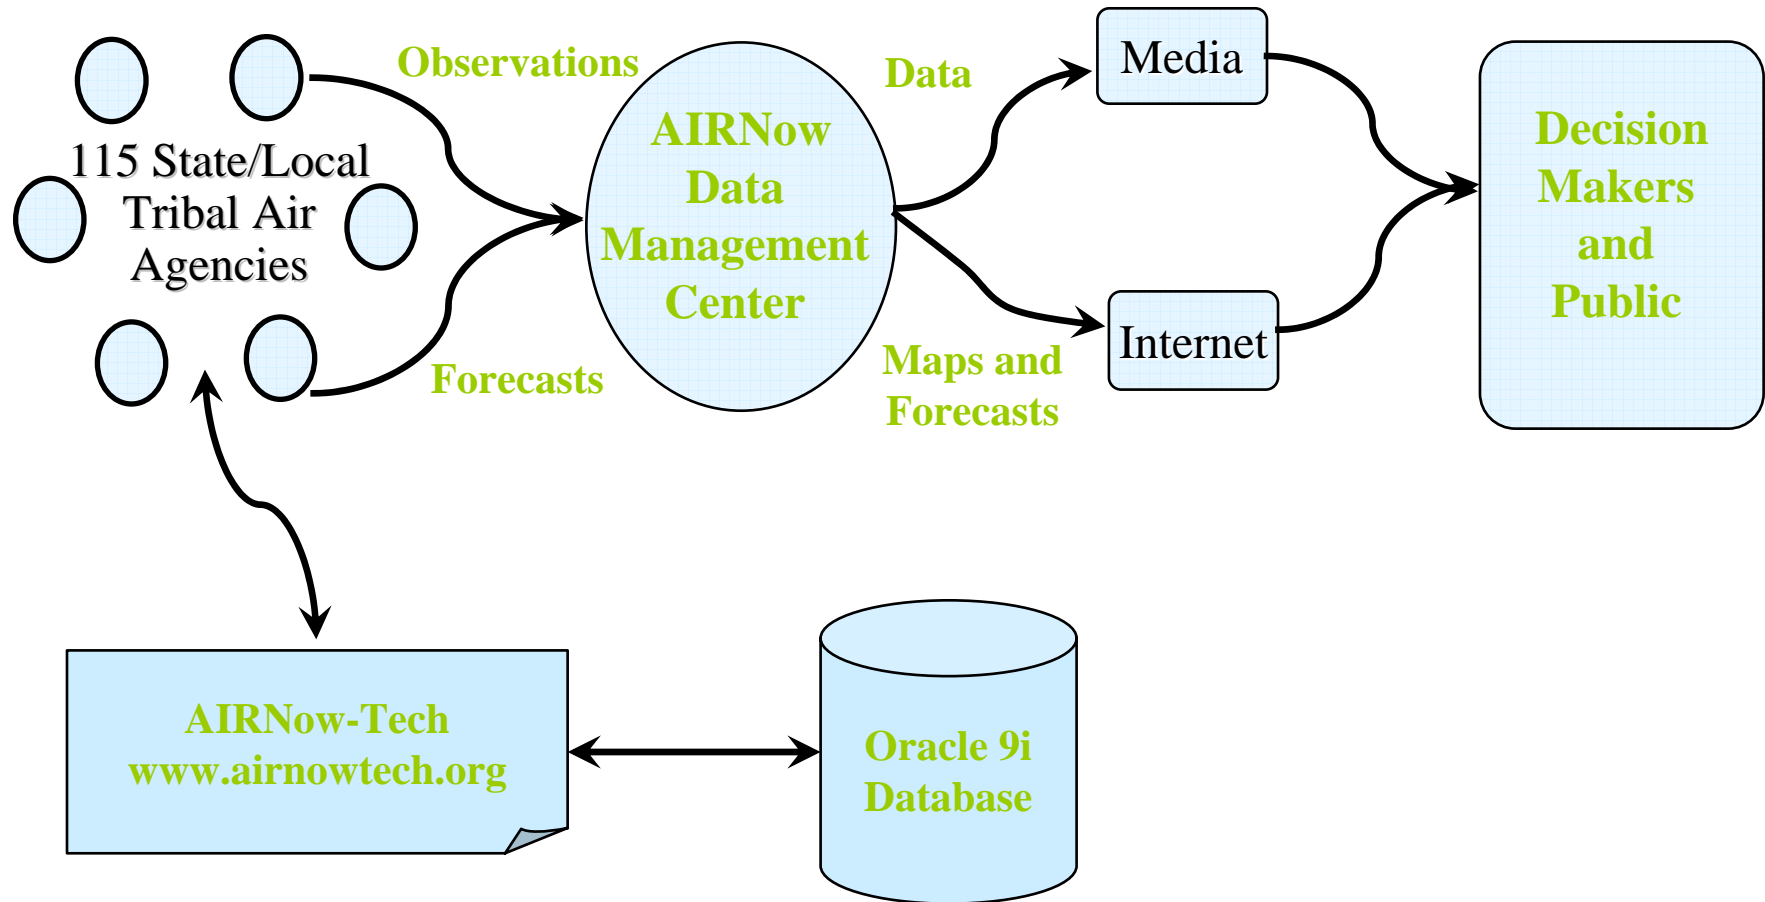 115 State/Local
Tribal Air
Agencies
Observations
Forecasts
AIRNow
Data
Management
Center
Data
Maps and
Forecasts
Media
Internet
Decision
Makers
and
Public
AIRNow-Tech
www.airnowtech.org
Oracle 9i
Database